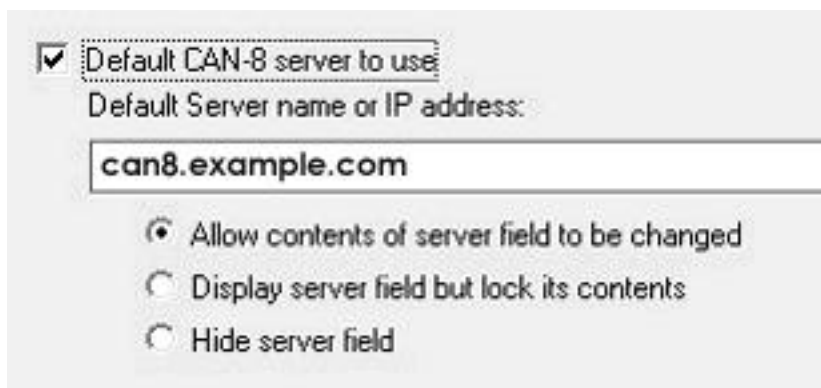 Default CAN-8 server to use
Default Server name or IP address:
can8.example.com
Allow contents of server field to be changed
Display server field but lock its contents
Hide server field